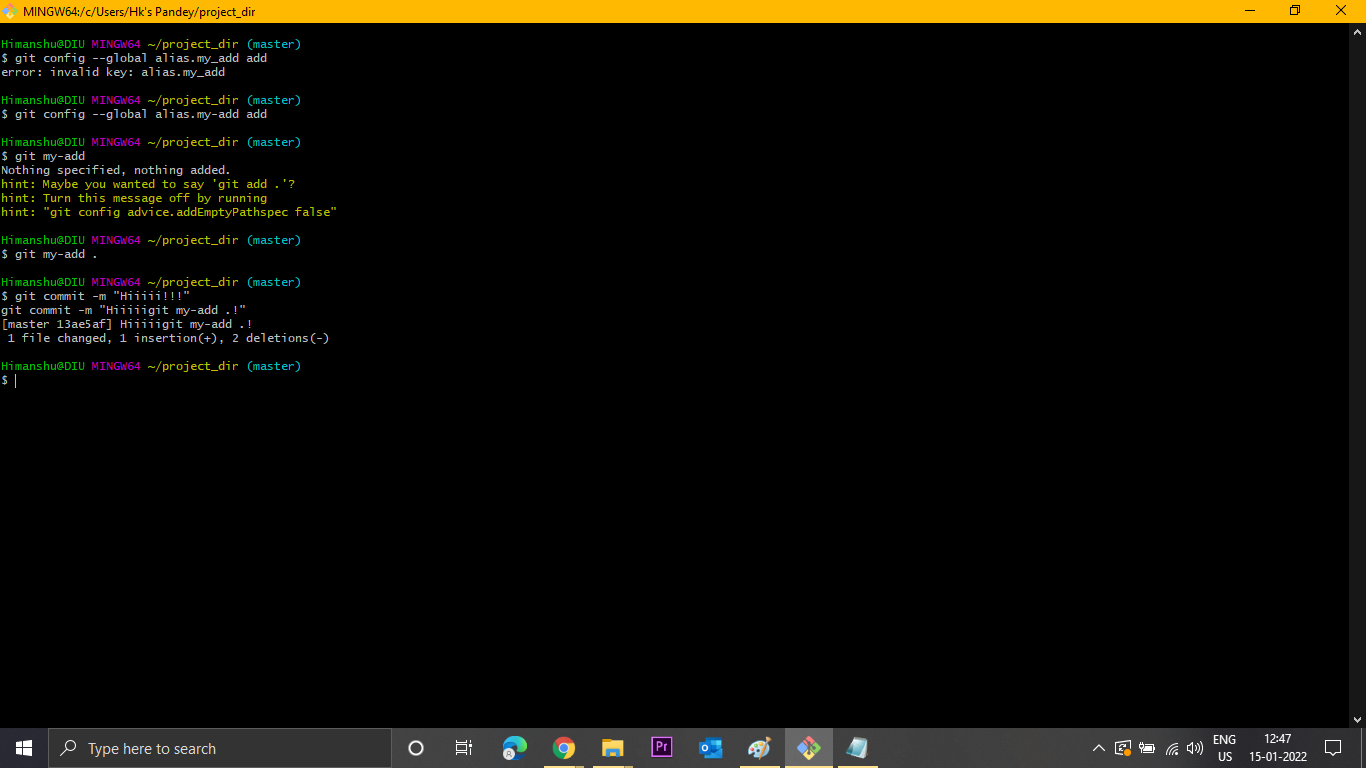 MINGW64:/c/Users/Hk's Pandey/project_dir
Himanshu@DIU MINGW64 ~/project_dir (master)
$ git config --global alias.my_add add
error: invalid key: alias.my_add
Himanshu@DIU MINGW64 ~/project_dir (master)
$ git config --global alias.my-add add
Himanshu@DIU MINGW64 ~/project_dir (master)
$ git my-add
Nothing specified, nothing added.
hint: Maybe you wanted to say 'git add .'?
hint: Turn this message off by running
hint: "git config advice.addEmptyPathspec false"
Himanshu@DIU MINGW64 ~/project_dir (master)
$ git my-add .
Himanshu@DIU MINGW64 ~/project_dir (master)
$ git commit -m "Hiiiii!!!"
git commit -m "Hiiiiigit my-add .!"
[master 13ae5af] Hiiiiigit my-add .!
 1 file changed, 1 insertion(+), 2 deletions(-)
Himanshu@DIU MINGW64 ~/project_dir (master)
$
Type here to search
Pr
ENG
US
12:47
15-01-2022